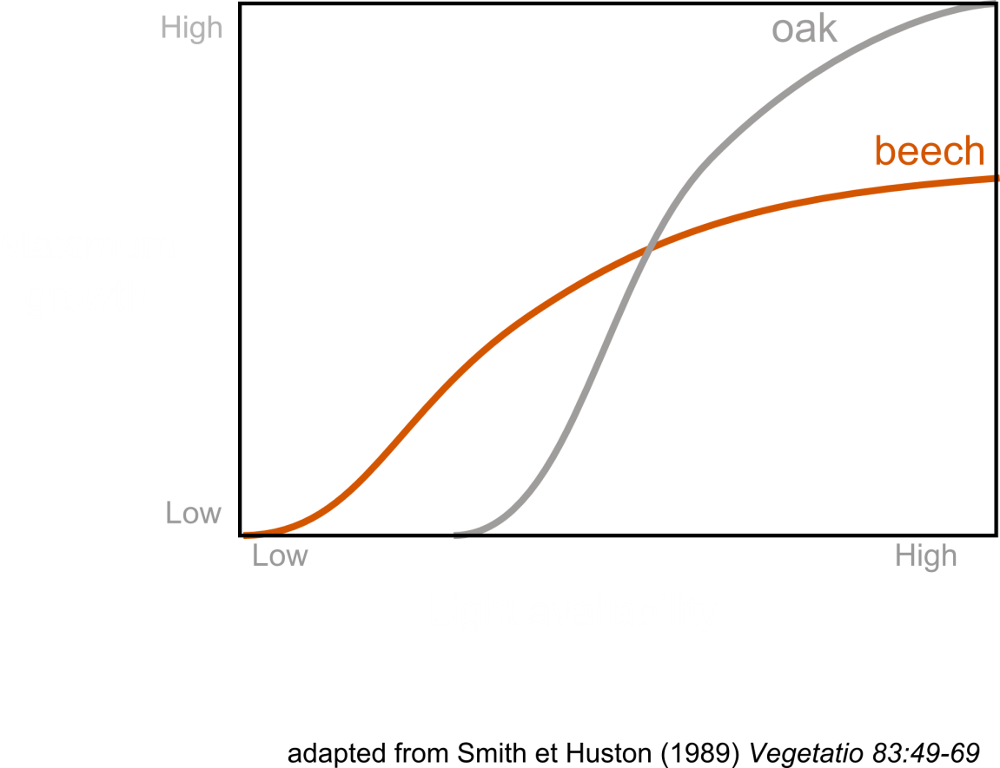 High
oak
beech
Low
Low
High
adapted from Smith et Huston (1989) Vegetatio 83:49-69